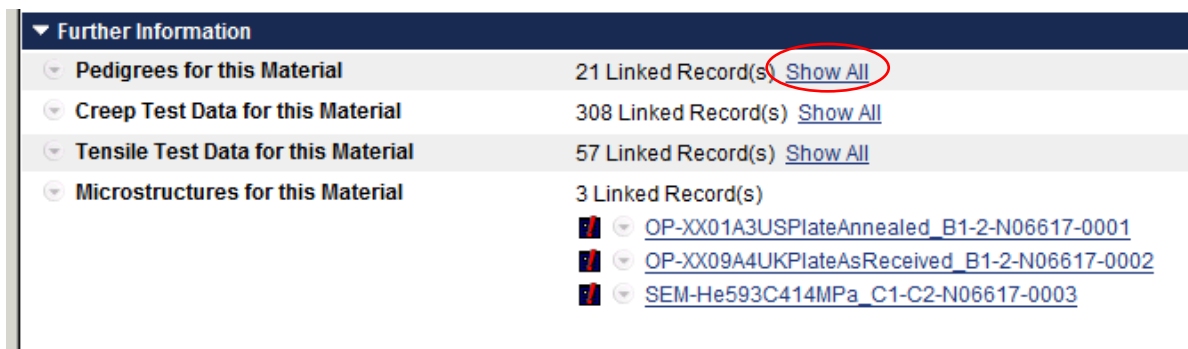 Further Information
Pedigrees for this Material 21 Linked Record(s) Show All
Creep Test Data for this Material 308 Linked Record(s) Show All
Tensile Test Data for this Material 57 Linked Record(s) Show All
Microstructures for this Material 3 Linked Record(s)
OP-XX01A3USPlateAnnealed_B1-2-N06617-0001
OP-XX09A4UKPlateAsReceived_B1-2-N06617-0002
SEM-He593C414MPa_C1-C2-N06617-0003